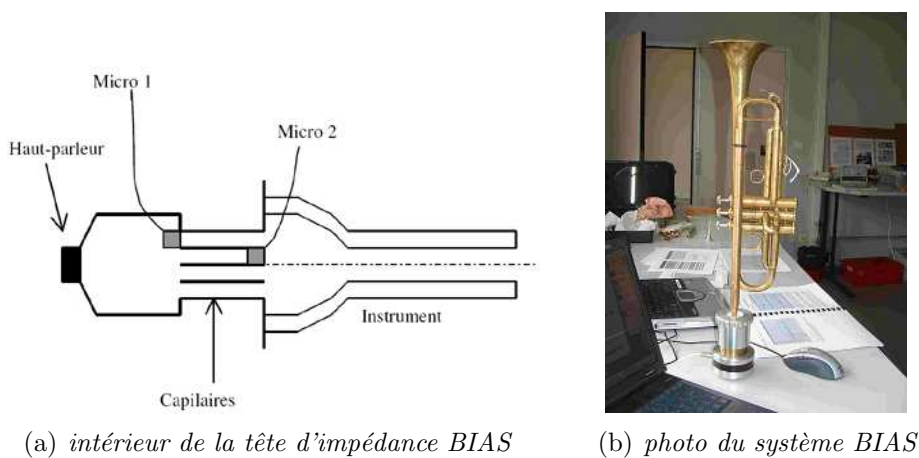 Micro 1
Micro 2
Haut-parleur
Instrument
Capilaires
(a) intérieur de la tête d'impédance BIAS
(b) photo du système BIAS